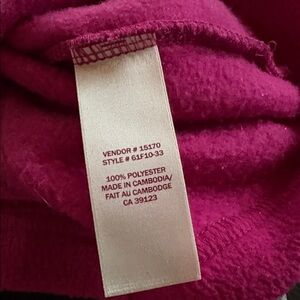 VENDOR # 15170
STYLE # 61F10-33
100% POLYESTER
MADE IN CAMBODIA/
FAIT AU CAMBODGE
CA 39123